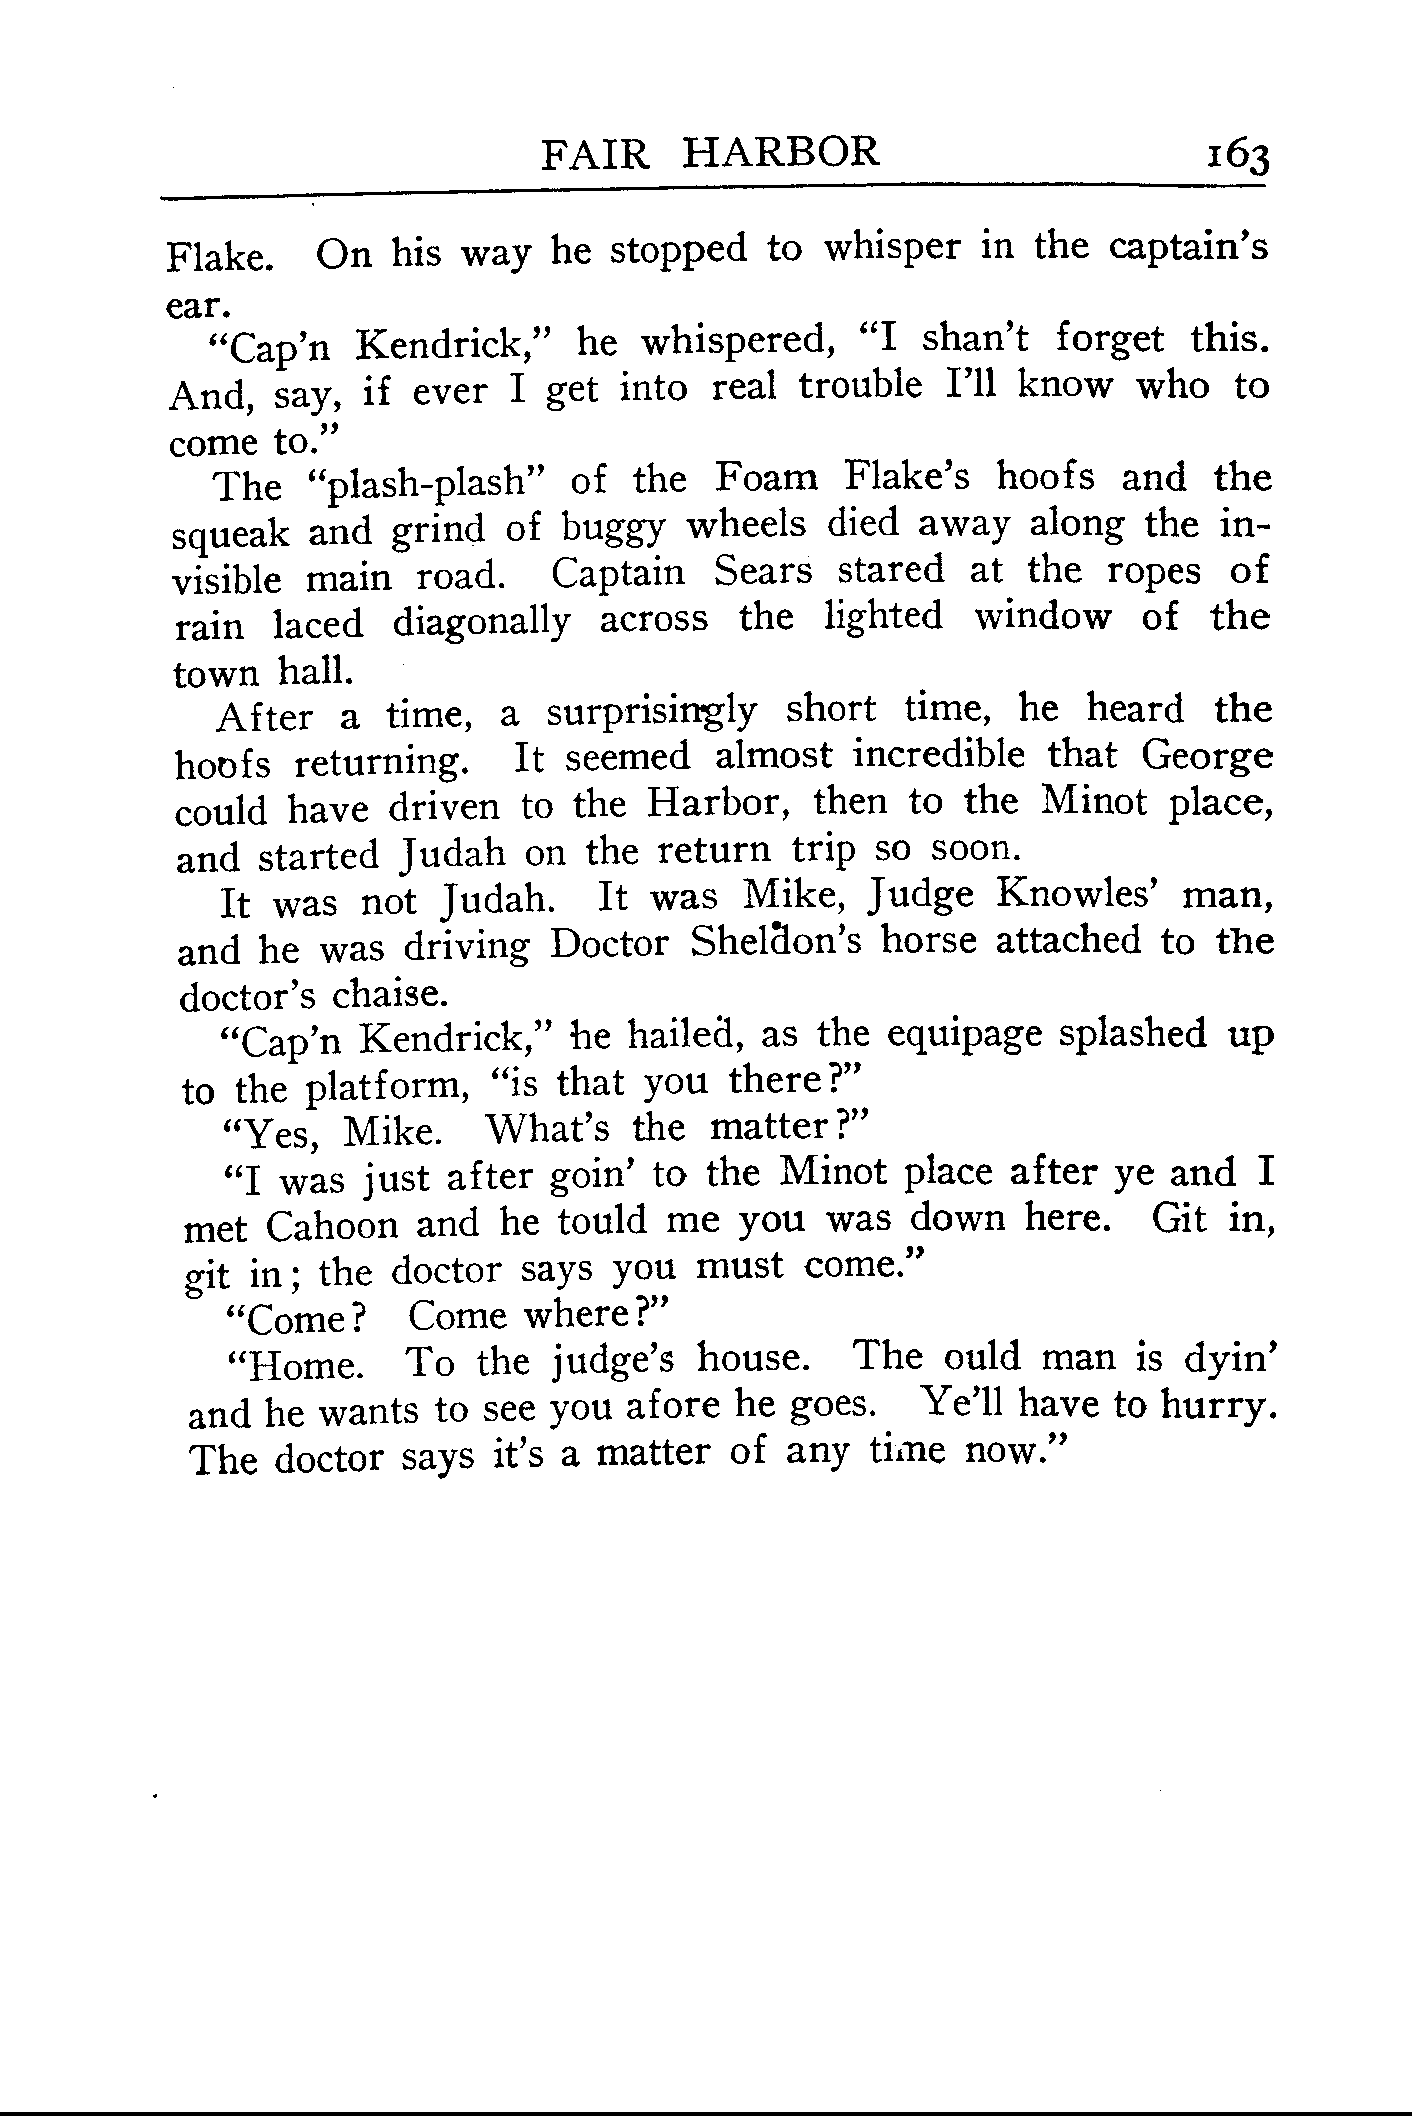 FAIR HARBOR 163
Flake. On his way he stopped to whisper in the captain's
ear.
“Cap'n Kendrick,” he whispered, “I shan't forget this.
And, say, if ever I get into real trouble I'll know who to
come to.”
The “plash-plash” of the Foam Flake's hoofs and the
squeak and grind of buggy wheels died away along the in-
visible main road. Captain Sears stared at the ropes of
rain laced diagonally across the lighted window of the
town hall.
After a time, a surprisingly short time, he heard the
hoofs returning. It seemed almost incredible that George
could have driven to the Harbor, then to the Minot place,
and started Judah on the return trip so soon.
It was not Judah. It was Mike, Judge Knowles' man,
and he was driving Doctor Sheldon's horse attached to the
doctor's chaise.
“Cap'n Kendrick,” he hailed, as the equipage splashed up
to the platform, “is that you there?”
“Yes, Mike. What's the matter?”
“I was just after goin' to the Minot place after ye and I
met Cahoon and he tould me you was down here. Git in,
git in; the doctor says you must come.”
“Come? Come where?”
“Home. To the judge's house. The ould man is dyin'
and he wants to see you afore he goes. Ye'll have to hurry.
The doctor says it's a matter of any time now.”